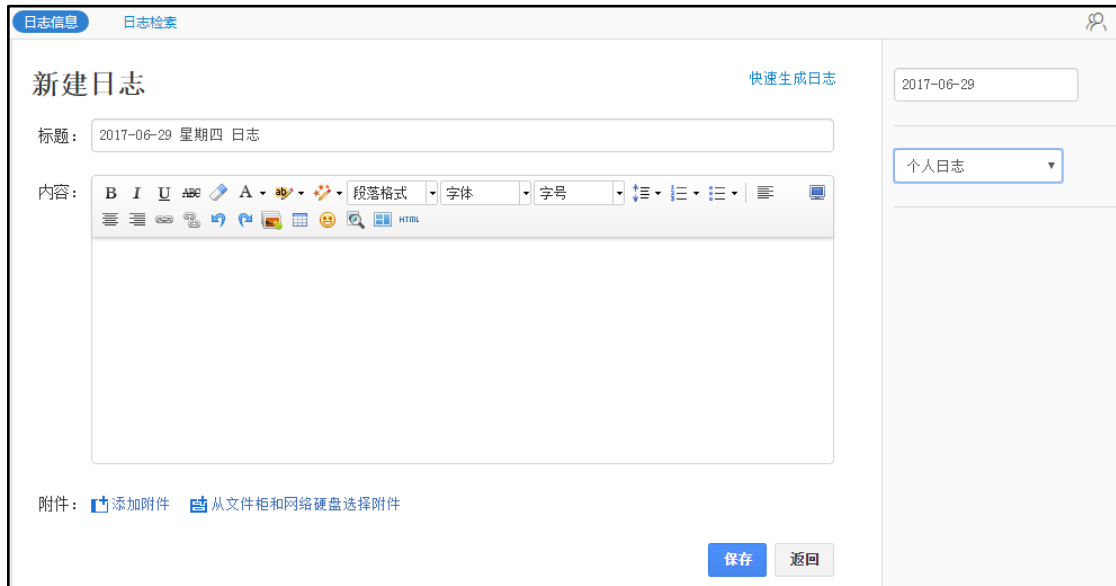 日志信息 日志检索
新建日志 快速生成日志 2017-06-29
标题： 2017-06-29 星期四 日志
个人日志
内容： B I U ABC A ab 段落格式 字体 字号
HTML
附件： 添加附件 从文件柜和网络硬盘选择附件
保存 返回